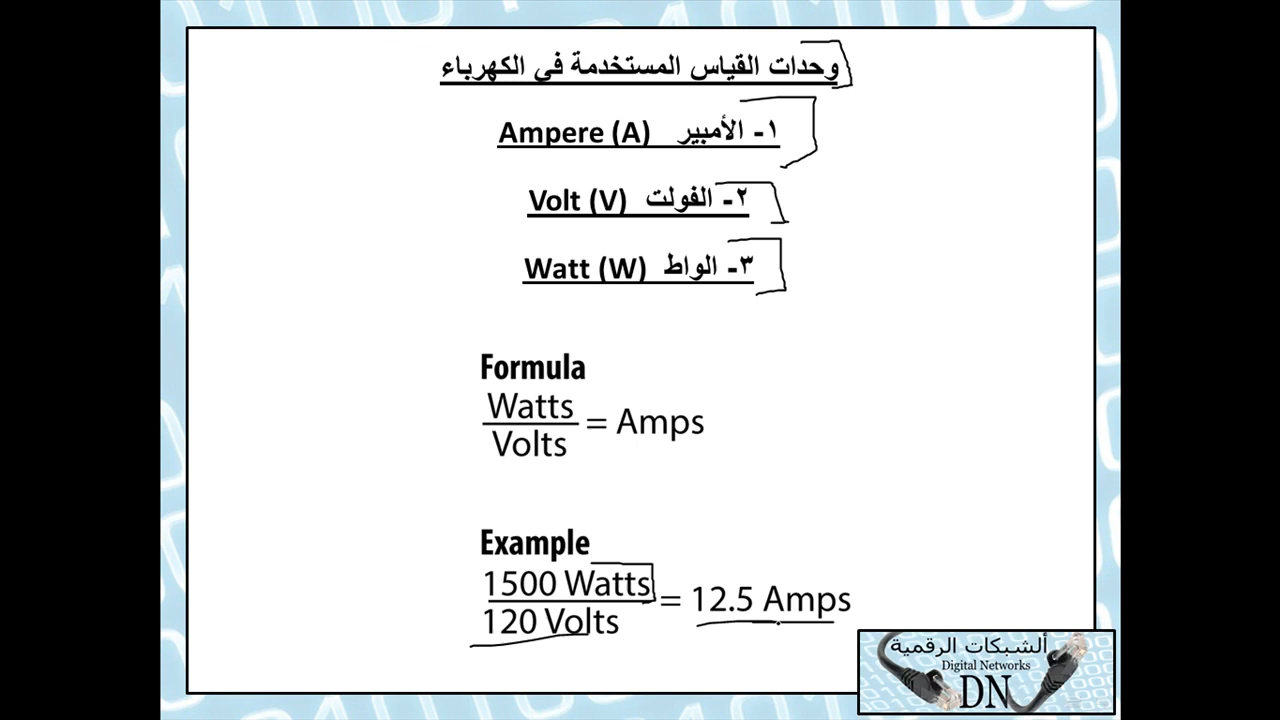 وحدات القياس المستخدمة في الكهرباء
١- الأمبير Ampere (A)
٢- الفولت Volt (V)
٣- الواط Watt (W)
Formula
Watts
Volts
= Amps
Example
1500 Watts
120 Volts
= 12.5 Amps
ألشبكات الرقمية
Digital Networks
DN